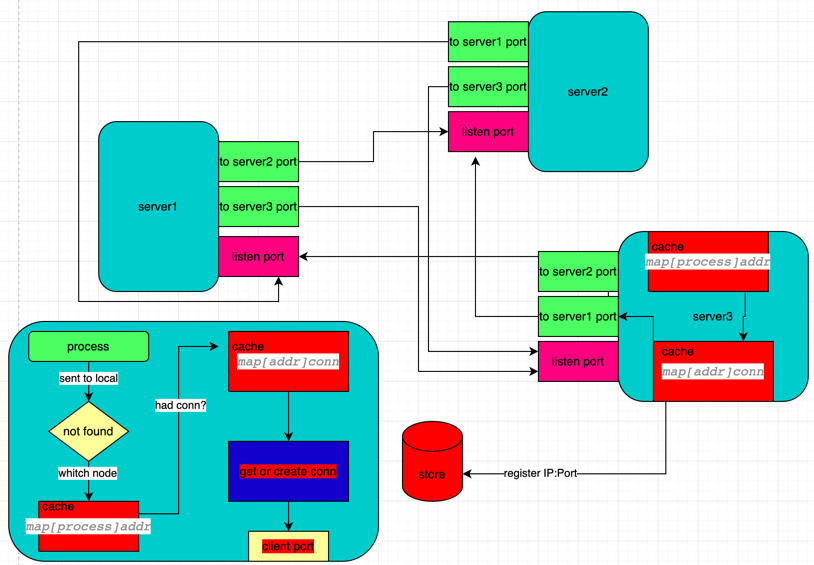 to server1 port
to server3 port
listen port
server2
server1
to server2 port
to server3 port
listen port
to server2 port
to server1 port
listen port
cache
map[process]addr
server3
cache
map[addr]conn
process
sent to local
not found
whitch node
cache
map[process]addr
had conn?
cache
map[addr]conn
get or create conn
client port
store
register IP:Port